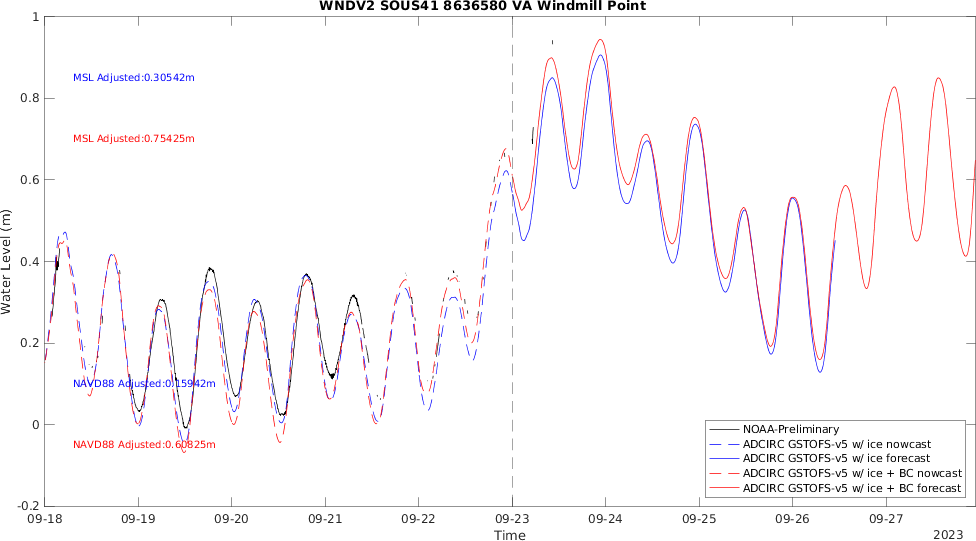 WNDV2 SOUS41 8636580 VA Windmill Point
1
MSL Adjusted:0.30542m
0.8
MSL Adjusted:0.75425m
0.6
Water Level (m)
0.4
0.2
NAVD88 Adjusted:0.15942m
0
NAVD88 Adjusted:0.60825m
NOAA-Preliminary
ADCIRC GSTOFS-v5 w/ ice nowcast
ADCIRC GSTOFS-v5 w/ ice forecast
ADCIRC GSTOFS-v5 w/ ice + BC nowcast
ADCIRC GSTOFS-v5 w/ ice + BC forecast
-0.2
09-18 09-19 09-20 09-21 09-22 09-23 09-24 09-25 09-26 09-27
Time
2023